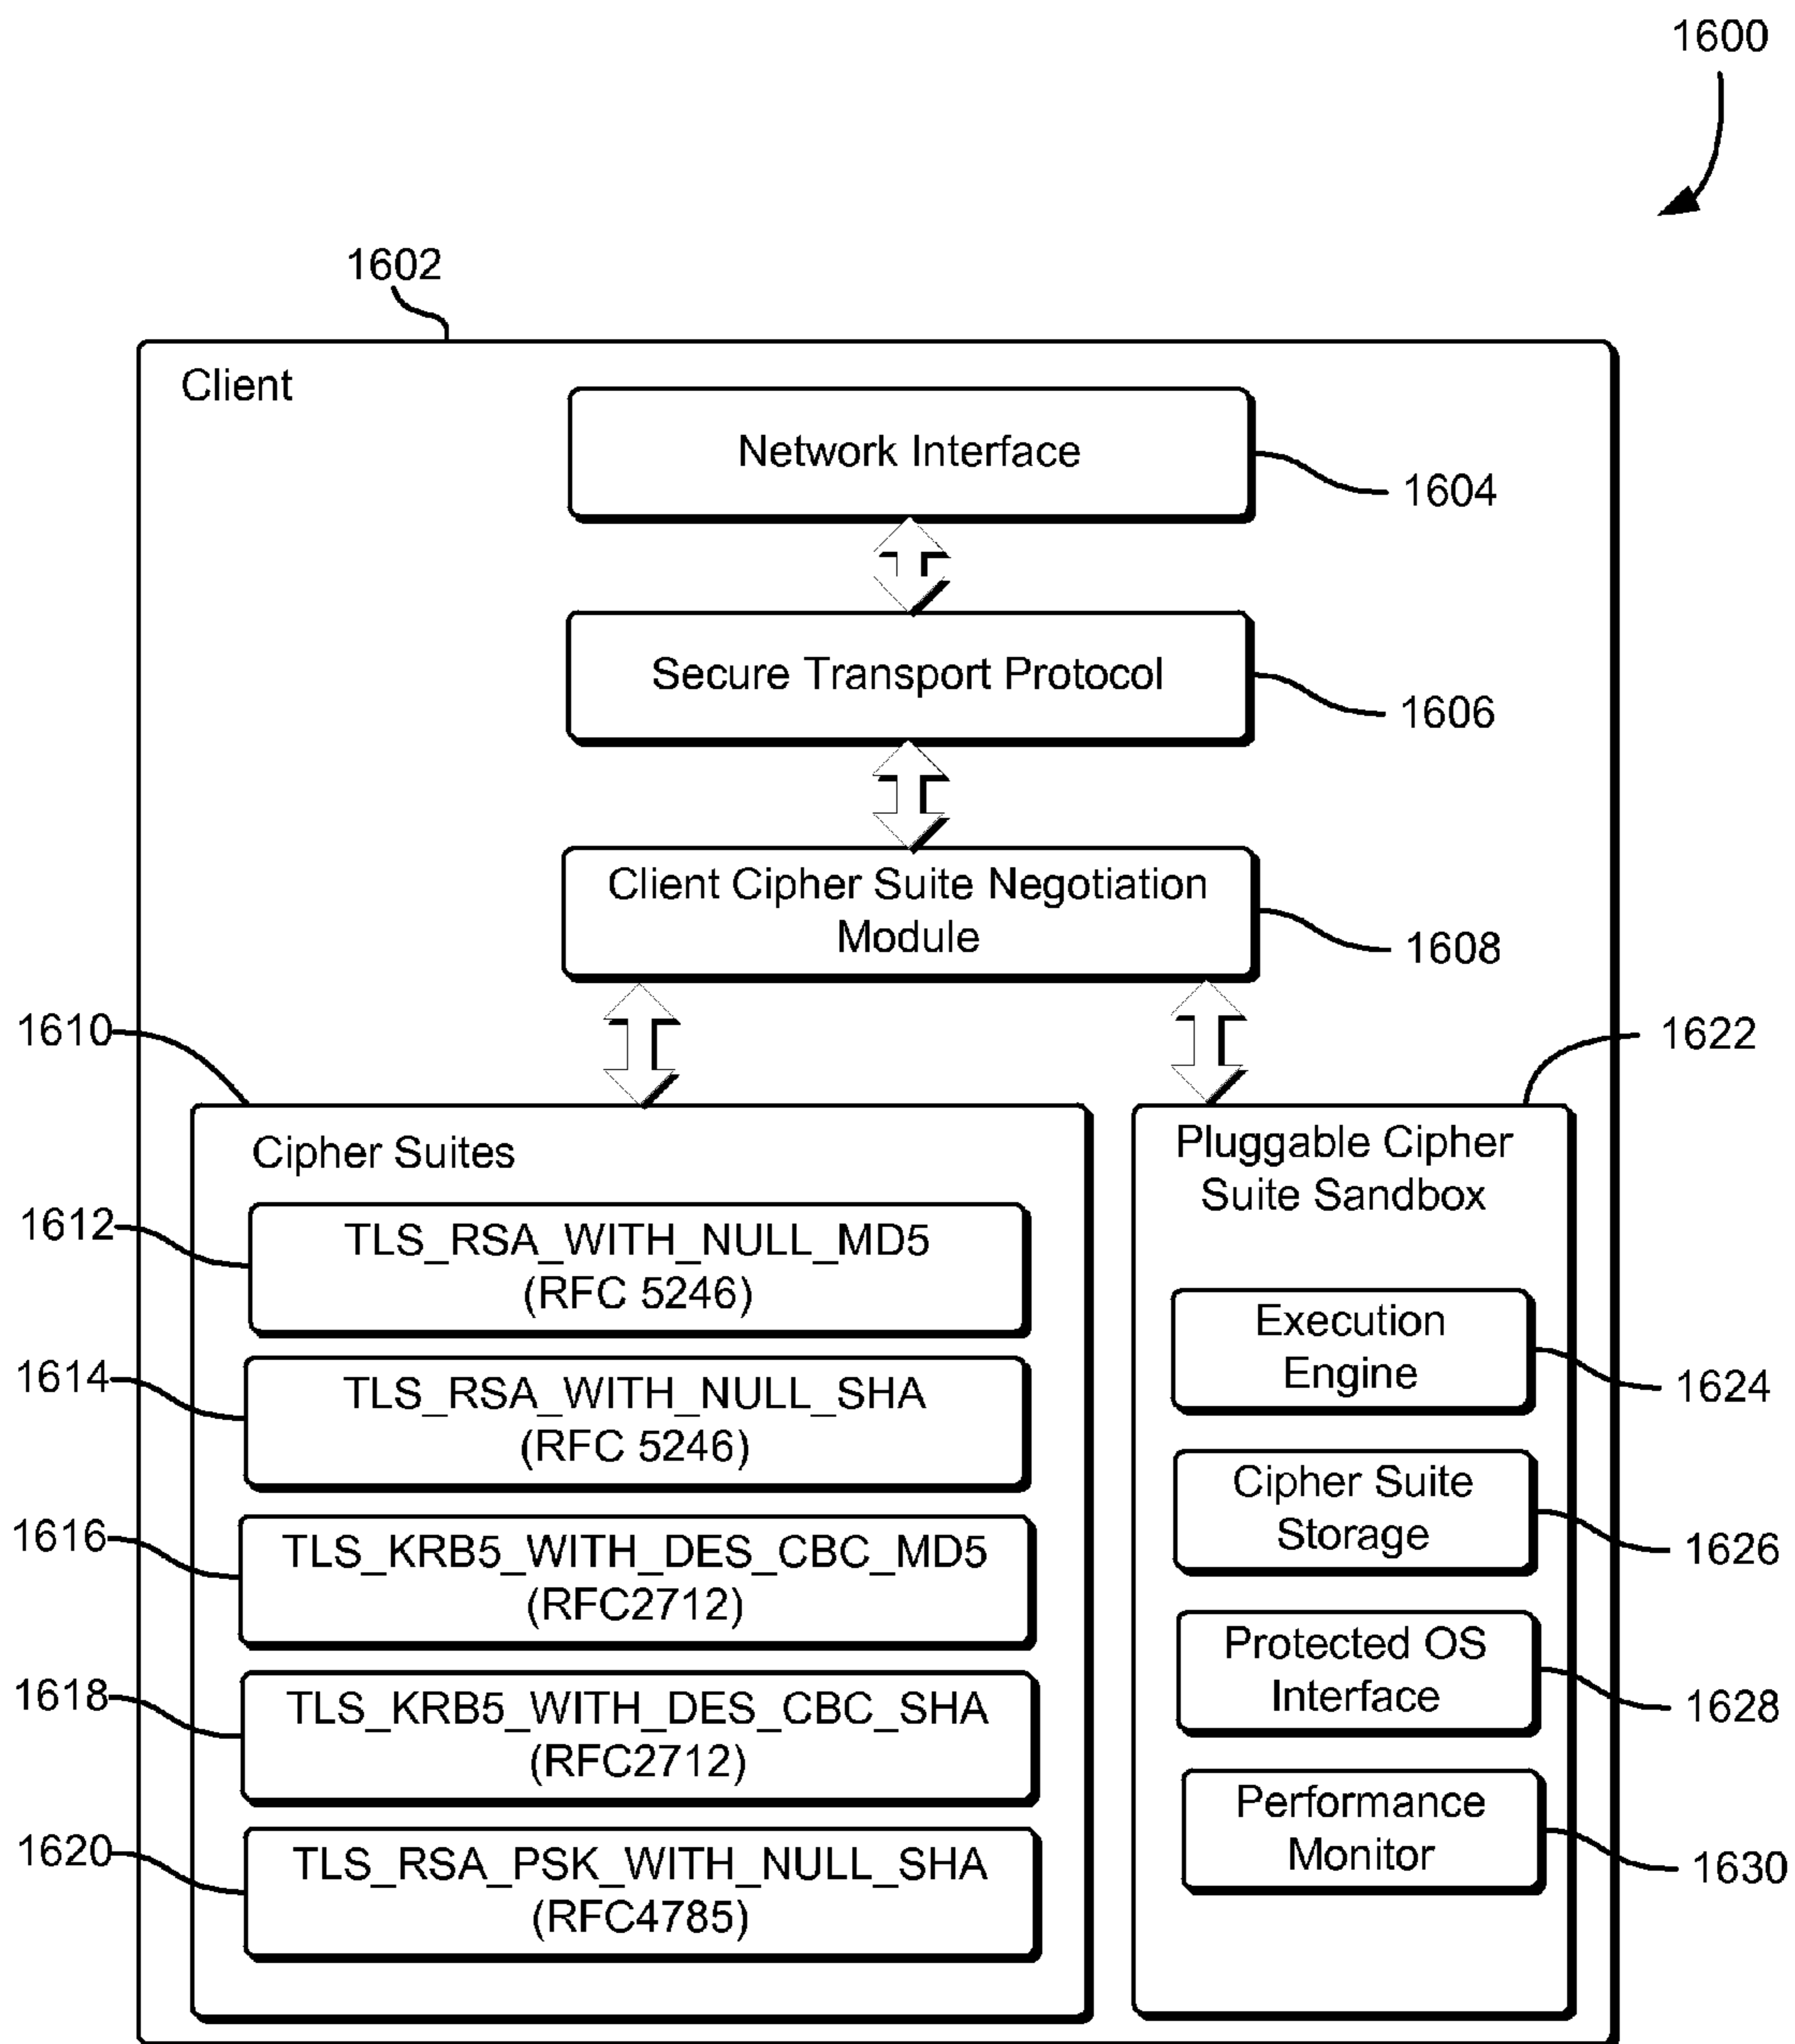 1600
1602
Client
Network Interface
1604
Secure Transport Protocol
1606
Client Cipher Suite Negotiation
Module
1608
1610
1622
Cipher Suites
1612
TLS_RSA_WITH_NULL_MD5
(RFC 5246)
1614
TLS_RSA_WITH_NULL_SHA
(RFC 5246)
1616
TLS_KRB5_WITH_DES_CBC_MD5
(RFC2712)
1618
TLS_KRB5_WITH_DES_CBC_SHA
(RFC2712)
1620
TLS_RSA_PSK_WITH_NULL_SHA
(RFC4785)
Pluggable Cipher
Suite Sandbox
Execution
Engine
1624
Cipher Suite
Storage
1626
Protected OS
Interface
1628
Performance
Monitor
1630